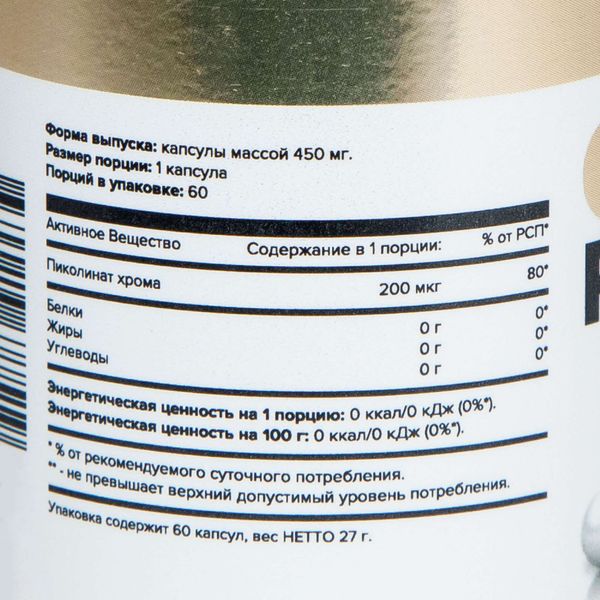 Форма выпуска: капсулы массой 450 мг.
Размер порции: 1 капсула
Порций в упаковке: 60
Активное Вещество Содержание в 1 порции: % от РСП*
Пиколинат хрома 200 мкг 80*
Белки 0 г 0*
Жиры 0 г 0*
Углеводы 0 г 0*
Энергетическая ценность на 1 порцию: 0 ккал/0 кДж (0%*).
Энергетическая ценность на 100 г: 0 ккал/0 кДж (0%*).
* % от рекомендуемого суточного потребления.
** - не превышает верхний допустимый уровень потребления.
Упаковка содержит 60 капсул, вес НЕТТО 27 г.